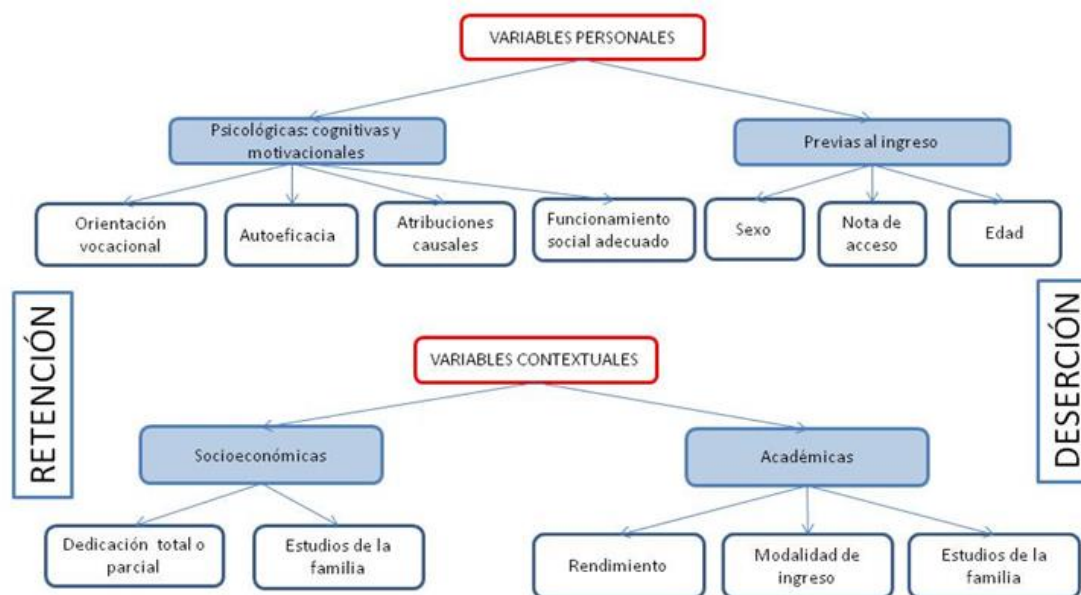 VARIABLES PERSONALES
Psicológicas: cognitivas y
motivacionales
Previas al ingreso
Orientación
vocacional
Autoeficacia
Atribuciones
causales
Funcionamiento
social adecuado
Sexo
Nota de
acceso
Edad
RETENCIÓN
DESERCIÓN
VARIABLES CONTEXTUALES
Socioeconómicas
Académicas
Dedicación total o
parcial
Estudios de la
familia
Rendimiento
Modalidad de
ingreso
Estudios de la
familia